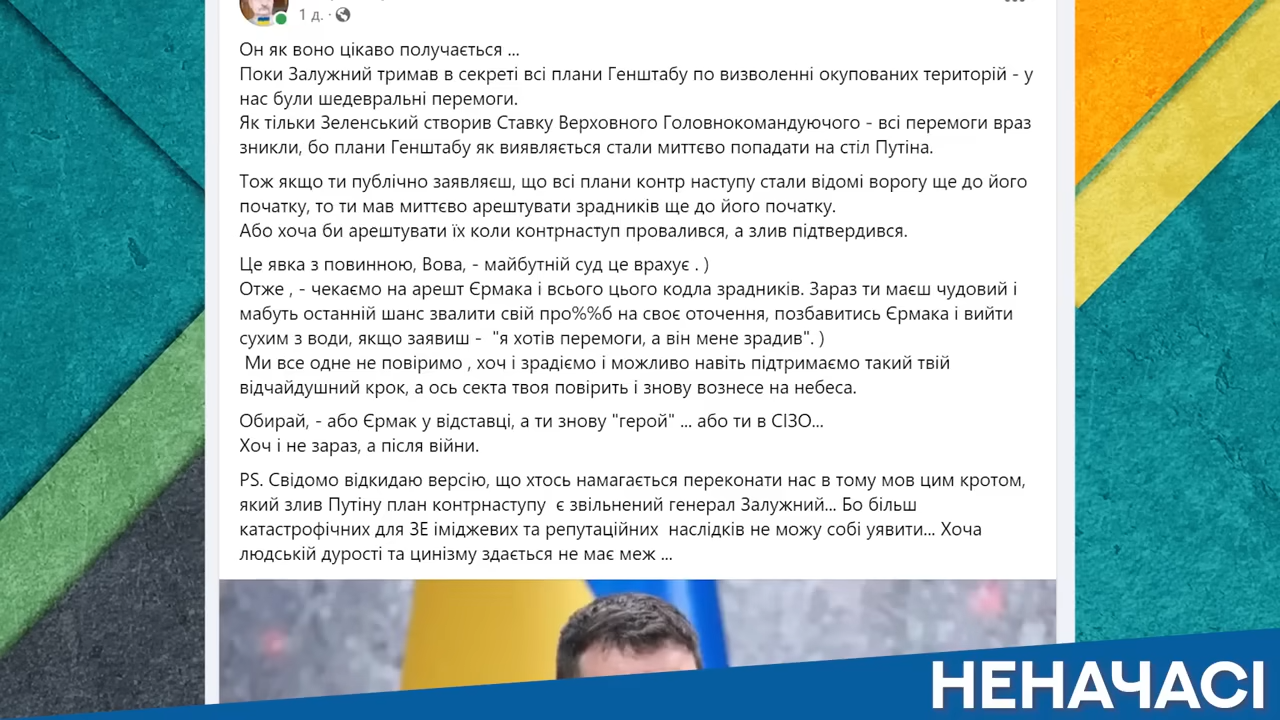 1 д.
Он як воно цікаво получається ...
Поки Залужний тримав в секреті всі плани Генштабу по визволенні окупованих територій - у
нас були шедевральні перемоги.
Як тільки Зеленський створив Ставку Верховного Головнокомандуючого - всі перемоги враз
зникли, бо плани Генштабу як виявляється стали миттєво попадати на стіл Путіна.
Тож якщо ти публічно заявляєш, що всі плани контр наступу стали відомі ворогу ще до його
початку, то ти мав миттєво арештувати зрадників ще до його початку.
Або хоча би арештувати їх коли контрнаступ провалився, а злив підтвердився.
Це явка з повинною, Вова, - майбутній суд це врахує . )
Отже , - чекаємо на арешт Єрмака і всього цього кодла зрадників. Зараз ти маєш чудовий і
мабуть останній шанс звалити свій про%%б на своє оточення, позбавитись Єрмака і вийти
сухим з води, якщо заявиш -  "я хотів перемоги, а він мене зрадив". )
Ми все одне не повіримо , хоч і зрадіємо і можливо навіть підтримаємо такий твій
відчайдушний крок, а ось секта твоя повірить і знову вознесе на небеса.
Обирай, - або Єрмак у відставці, а ти знову "герой" ... або ти в СІЗО...
Хоч і не зараз, а після війни.
PS. Свідомо відкидаю версію, що хтось намагається переконати нас в тому мов цим кротом,
який злив Путіну план контрнаступу  є звільнений генерал Залужний... Бо більш
катастрофічних для ЗЕ іміджевих та репутаційних  наслідків не можу собі уявити... Хоча
людській дурості та цинізму здається не має меж ...
НЕНАЧАСІ